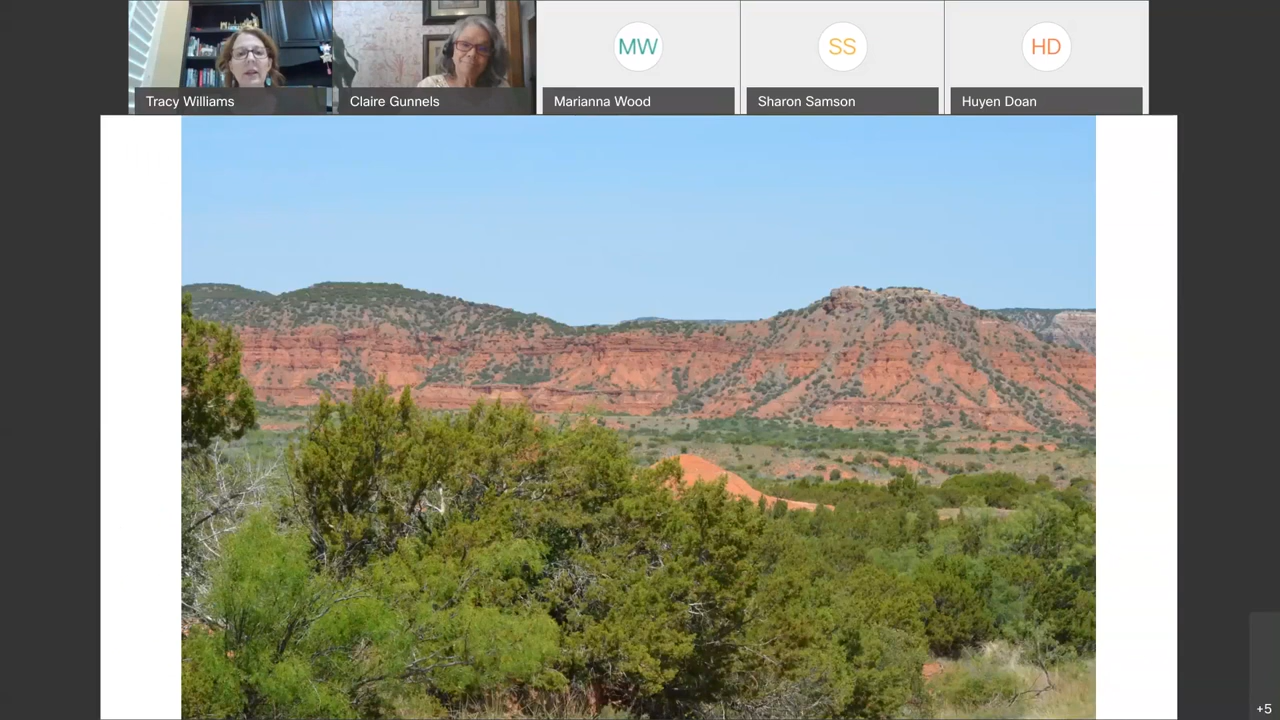 MW
SS
HD
Tracy Williams
Claire Gunnels
Marianna Wood
Sharon Samson
Huyen Doan
+5